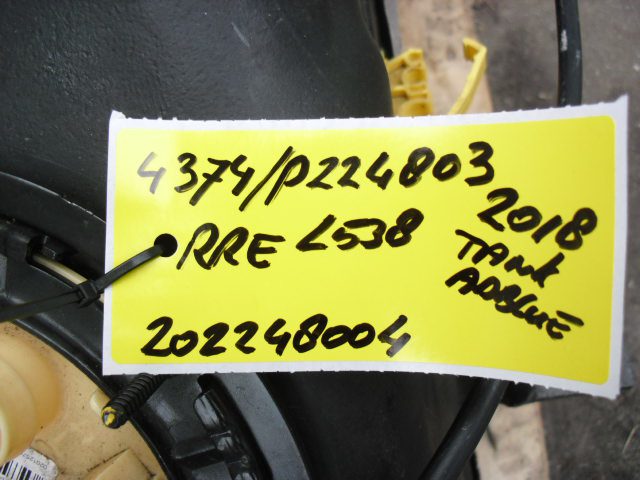 4374/P224803
RRE L538
2018
TANK
ADBLUE
202248004